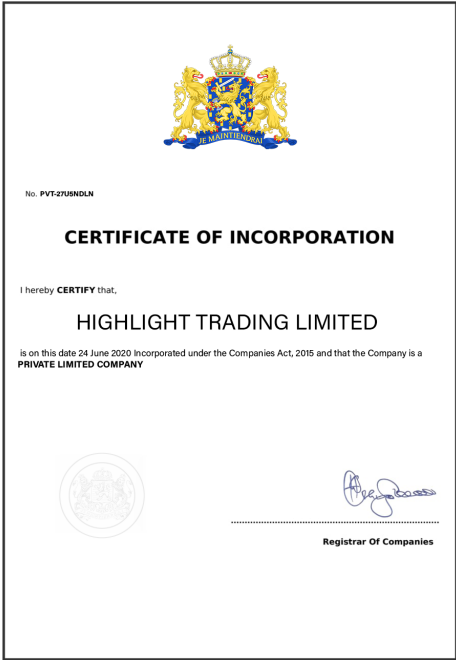 JE MAINTIENDRAI
No. PVT-27U5NDLN
CERTIFICATE OF INCORPORATION
I hereby CERTIFY that,
HIGHLIGHT TRADING LIMITED
is on this date 24 June 2020 Incorporated under the Companies Act, 2015 and that the Company is a
PRIVATE LIMITED COMPANY
Registrar Of Companies